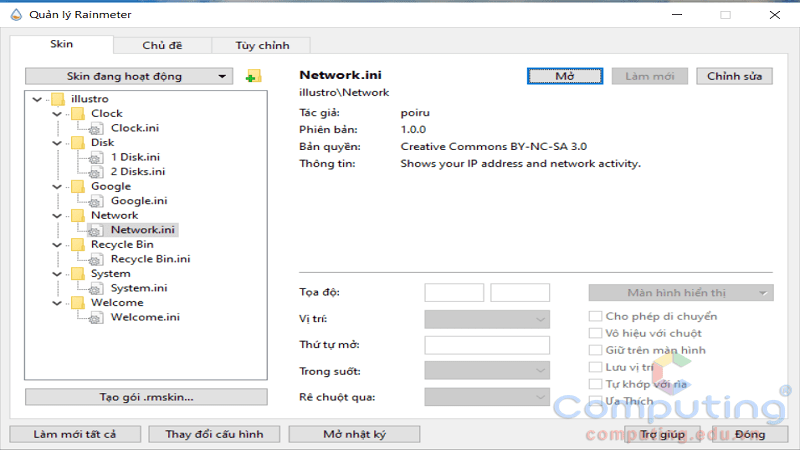 Quản lý Rainmeter
Skin
Chủ đề
Tùy chỉnh
Skin đang hoạt động
illustro
Clock
Clock.ini
Disk
1 Disk.ini
2 Disks.ini
Google
Google.ini
Network
Network.ini
Recycle Bin
Recycle Bin.ini
System
System.ini
Welcome
Welcome.ini
Tạo gói .rmskin...
Network.ini
illustro\Network
Mở
Làm mới
Chỉnh sửa
Tác giả: poiru
Phiên bản: 1.0.0
Bản quyền: Creative Commons BY-NC-SA 3.0
Thông tin: Shows your IP address and network activity.
Tọa độ:
Vị trí:
Thứ tự mở:
Trong suốt:
Rê chuột qua:
Màn hình hiển thị
Cho phép di chuyển
Vô hiệu với chuột
Giữ trên màn hình
Lưu vị trí
Tự khớp với rìa
Ưa Thích
Computing
computing.edu.vn
Làm mới tất cả
Thay đổi cấu hình
Mở nhật ký
Trợ giúp
Đóng